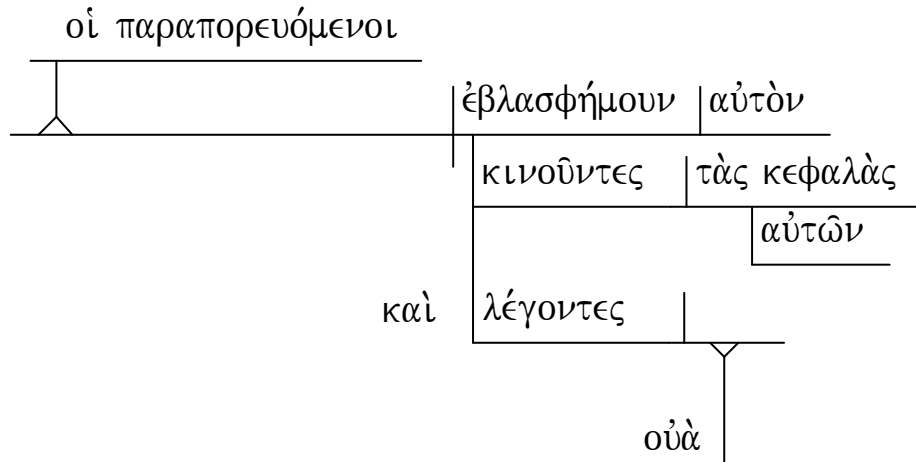 οἱ παραπορευόμενοι
ἐβλασφήμουν αὐτὸν
κινοῦντες τὰς κεφαλὰς
αὐτῶν
καὶ λέγοντες
οὐὰ